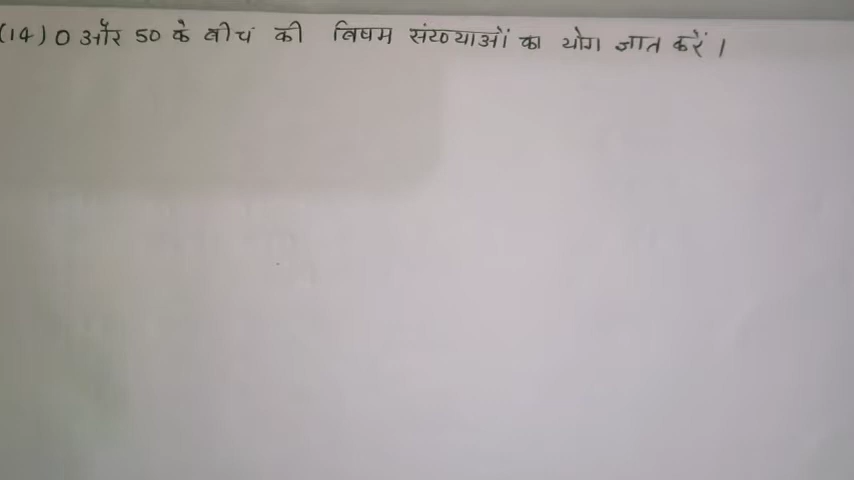 (14) 0 और 50 के बीच की विषम संख्याओं का योग ज्ञात करें।